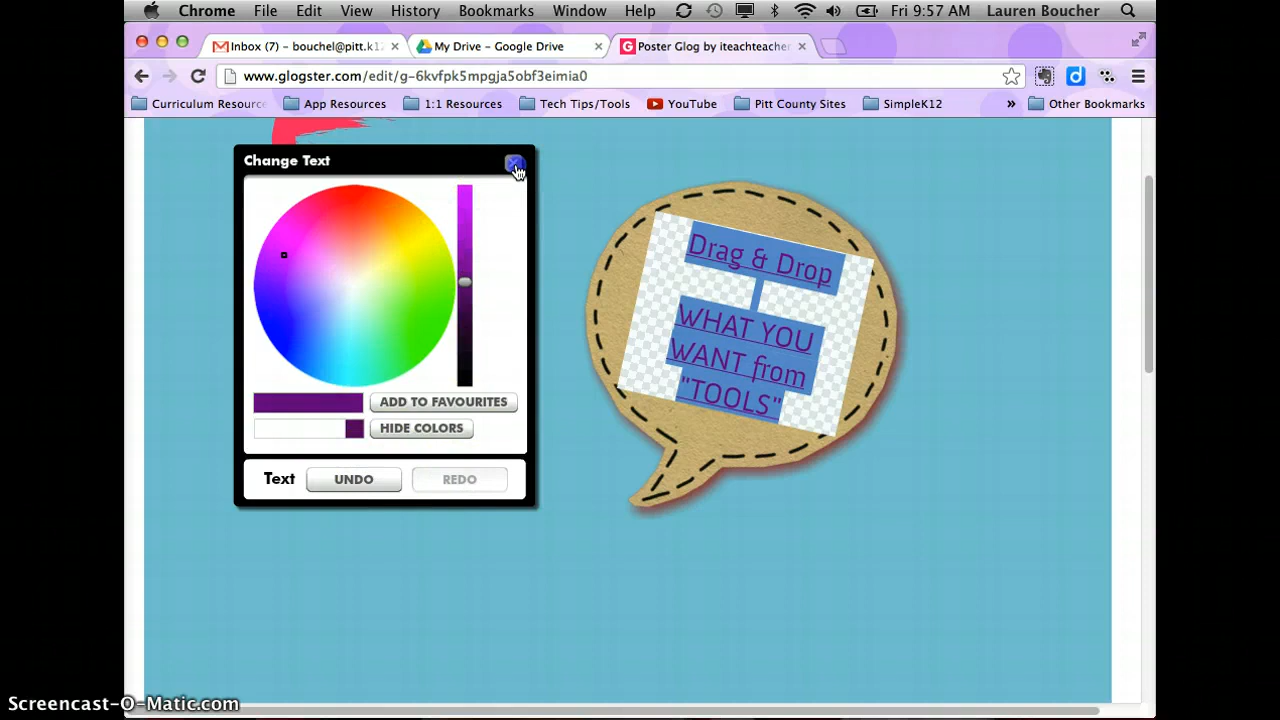 Chrome File Edit View History Bookmarks Window Help Fri 9:57 AM Lauren Boucher
Inbox (7) – bouchel@pitt.k12 My Drive – Google Drive Poster Glog by iteachteacher
www.glogster.com/edit/g-6kvfpk5mpgja5obf3eimia0
Curriculum Resource App Resources 1:1 Resources Tech Tips/Tools YouTube Pitt County Sites SimpleK12 » Other Bookmarks
Change Text
ADD TO FAVOURITES
HIDE COLORS
Text UNDO REDO
Drag & Drop
WHAT YOU
WANT from
"TOOLS"
Screencast-O-Matic.com